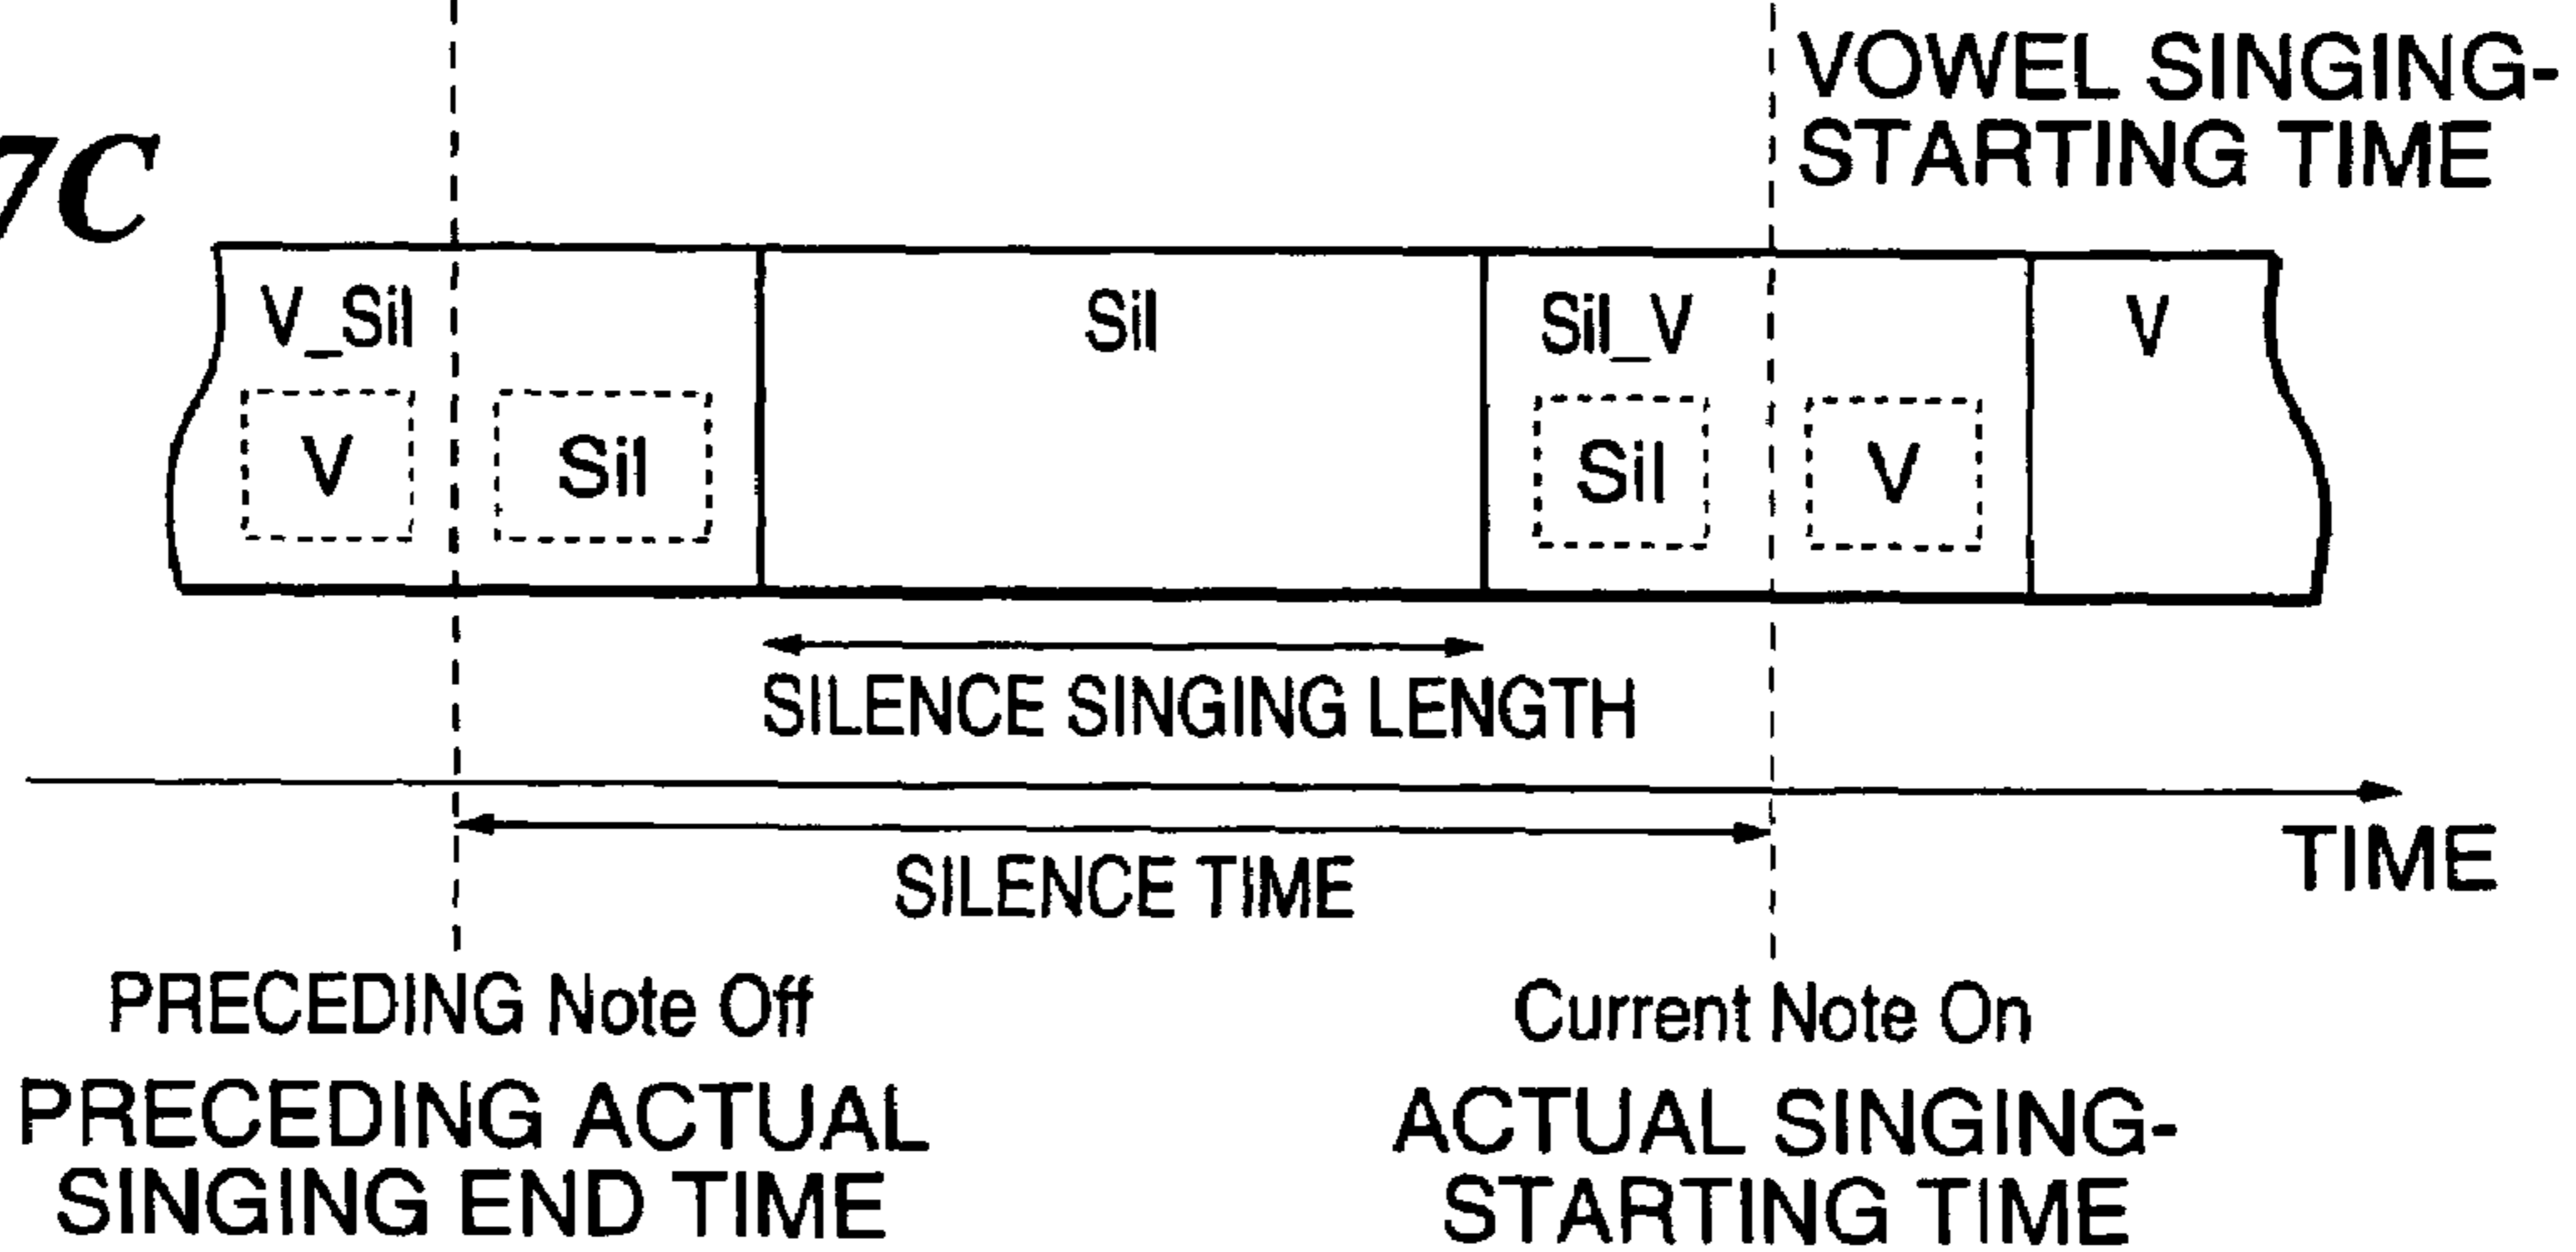 7C
VOWEL SINGING-
STARTING TIME
V_Sil
Sil
Sil_V
V
V
Sil
Sil
V
SILENCE SINGING LENGTH
SILENCE TIME
TIME
PRECEDING Note Off
PRECEDING ACTUAL
SINGING END TIME
Current Note On
ACTUAL SINGING-
STARTING TIME